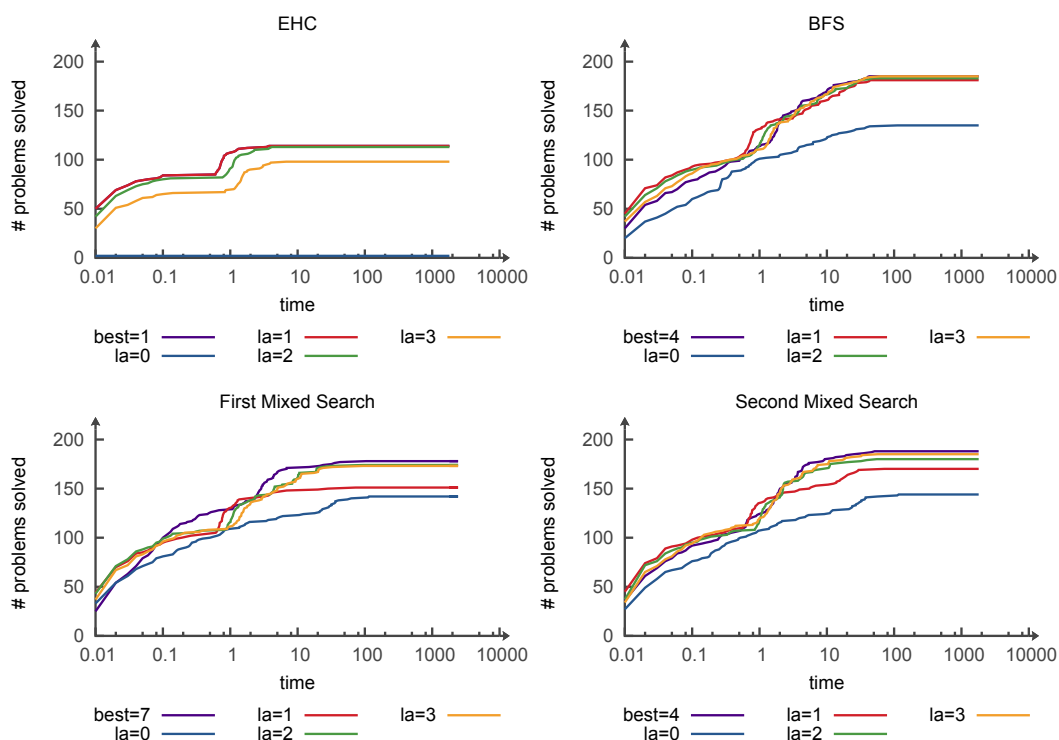 EHC
# problems solved
200
150
100
50
0
0.01 0.1 1 10 100 1000 10000
time
best=1 la=1 la=3
la=0 la=2
BFS
# problems solved
200
150
100
50
0
0.01 0.1 1 10 100 1000 10000
time
best=4 la=1 la=3
la=0 la=2
First Mixed Search
# problems solved
200
150
100
50
0
0.01 0.1 1 10 100 1000 10000
time
best=7 la=1 la=3
la=0 la=2
Second Mixed Search
# problems solved
200
150
100
50
0
0.01 0.1 1 10 100 1000 10000
time
best=4 la=1 la=3
la=0 la=2